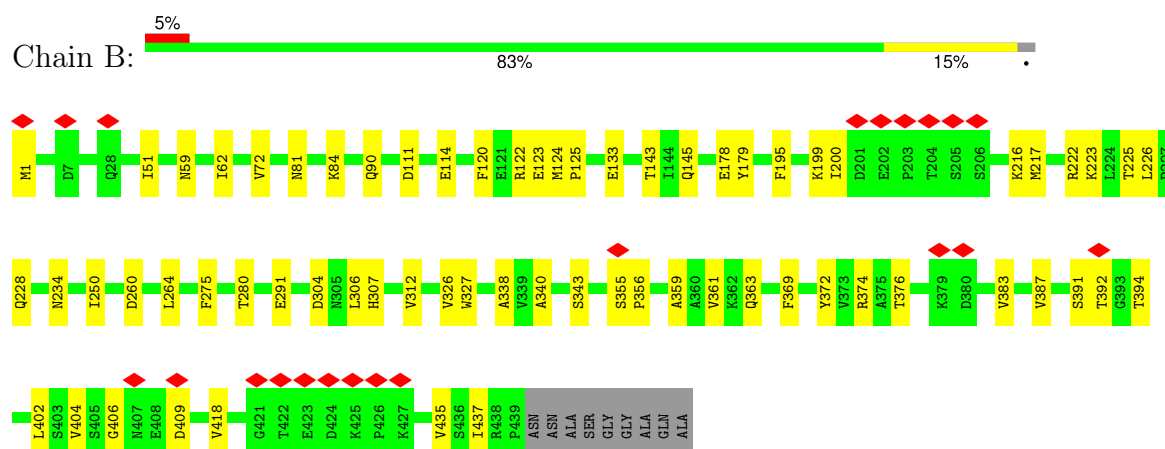 5%
Chain B:
83% 15% •
M1 D7 Q28 I51 N59 I62 V72 N81 K84 Q90 D111 E114 F120 E121 R122 E123 M124 P125 E133 T143 I144 Q145 E178 Y179 F195 K199 I200 D201 E202 P203 T204 S205 S206 K216 M217 R222 K223 L224 T225 L226
Q228 N234 I250 D260 L264 F275 T280 E291 D304 N305 L306 H307 V312 V326 W327 A338 V339 A340 S343 S355 P356 A359 A360 V361 K362 Q363 F369 Y372 V373 R374 A375 T376 K379 D380 V383 V387 S391 T392 G393 T394
L402 S403 V404 S405 G406 N407 E408 D409 V418 G421 T422 E423 D424 K425 P426 K427 V435 S436 I437 R438 P439 ASN ASN ALA SER GLY GLY ALA GLN ALA